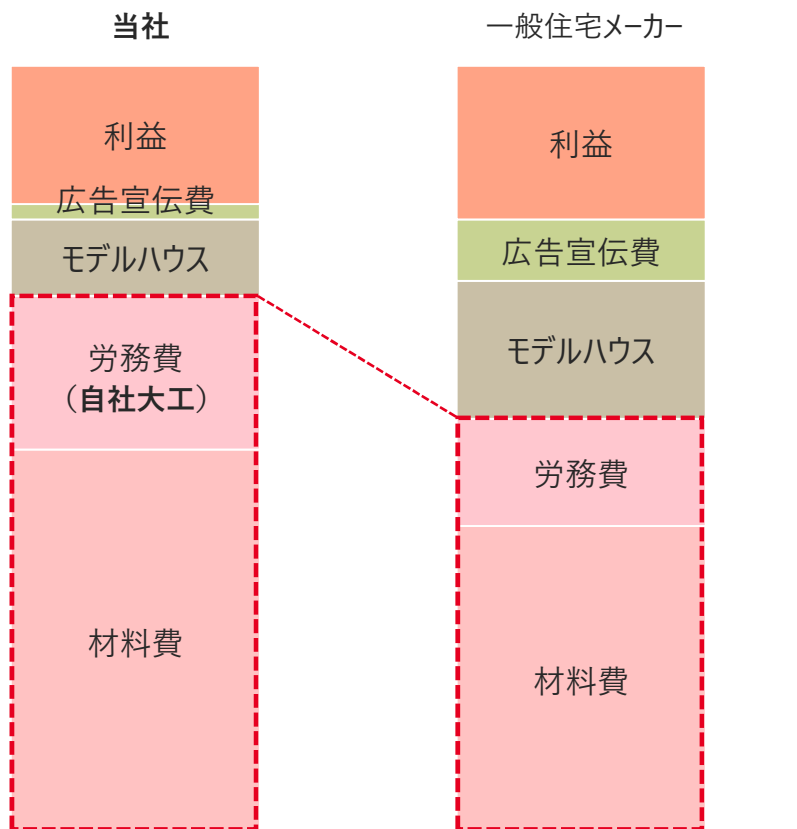 当社
利益
広告宣伝費
モデルハウス
労務費
（自社大工）
材料費
一般住宅メーカー
利益
広告宣伝費
モデルハウス
労務費
材料費